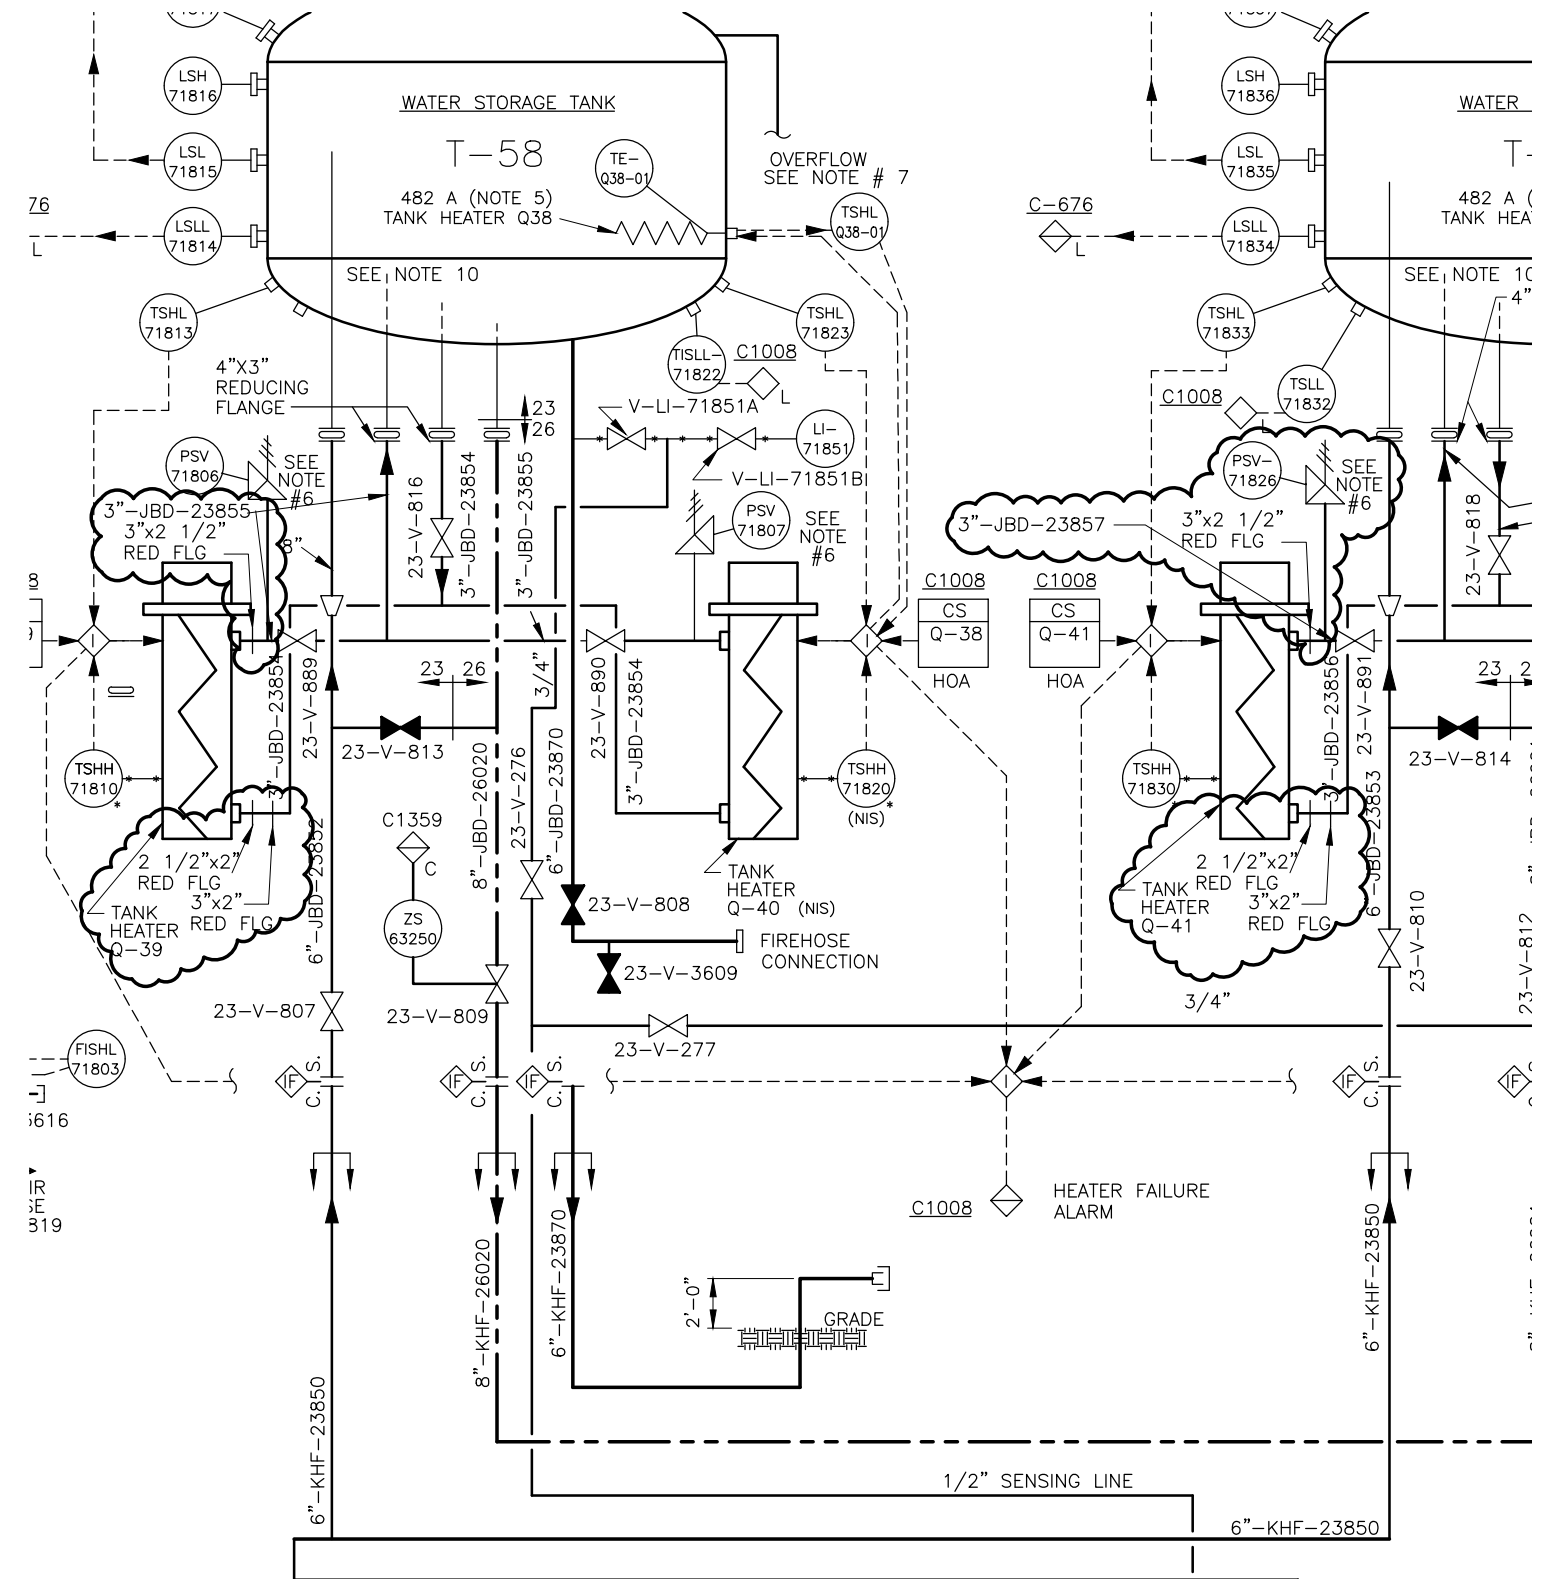 LSH
71816
LSL
71815
LSLL
71814
76
L
WATER STORAGE TANK
T-58
482 A (NOTE 5)
TANK HEATER Q38
TE-
Q38-01
OVERFLOW
SEE NOTE # 7
TSHL
Q38-01
LSH
71836
LSL
71835
LSLL
71834
C-676
L
WATER
482 A (
SEE NOTE 10
SEE NOTE 10
4"
TSHL
71813
TSHL
71823
TISLL-
71822
C1008
L
TSHL
71833
TSLL
71832
C1008
4"X3"
REDUCING
FLANGE
23
26
V-LI-71851A
LI-
71851
V-LI-71851B
PSV
71806
SEE
NOTE
#6
PSV
71807
SEE
NOTE
#6
PSV-
71826
SEE
NOTE
#6
3"-JBD-23855
3"x2 1/2"
RED FLG
8"
23-V-816
3"-JBD-23854
3"-JBD-23855
3"-JBD-23857
3"x2 1/2"
RED FLG
23-V-818
C1008
CS
Q-38
HOA
C1008
CS
Q-41
HOA
I
I
I
23
26
23-V-813
3"-JBD-23854
23-V-889
3/4"
23-V-890
3"-JBD-23854
3"-JBD-23856
23-V-891
23
23-V-814
TSHH
71810
*
TSHH
71820
*
(NIS)
TSHH
71830
8"-JBD-26020
23-V-276
6"-JBD-23870
6"-JBD-23852
6"-JBD-23853
C1359
C
ZS
63250
2 1/2"x2"
RED FLG
3"x2"
RED FLG
TANK
HEATER
Q-39
TANK
HEATER
Q-40 (NIS)
23-V-808
FIREHOSE
CONNECTION
23-V-3609
2 1/2"x2"
RED FLG
3"x2"
RED FLG
TANK
HEATER
Q-41
23-V-810
23-V-812
23-V-807
23-V-809
3/4"
23-V-277
FISHL
71803
IF
C. S.
IF
C. S.
IF
C. S.
I
IF
C. S.
IF
5616
819
C1008
HEATER FAILURE
ALARM
8"-KHF-26020
6"-KHF-23870
6"-KHF-23850
2'-0"
GRADE
6"-KHF-23850
1/2" SENSING LINE
6"-KHF-23850